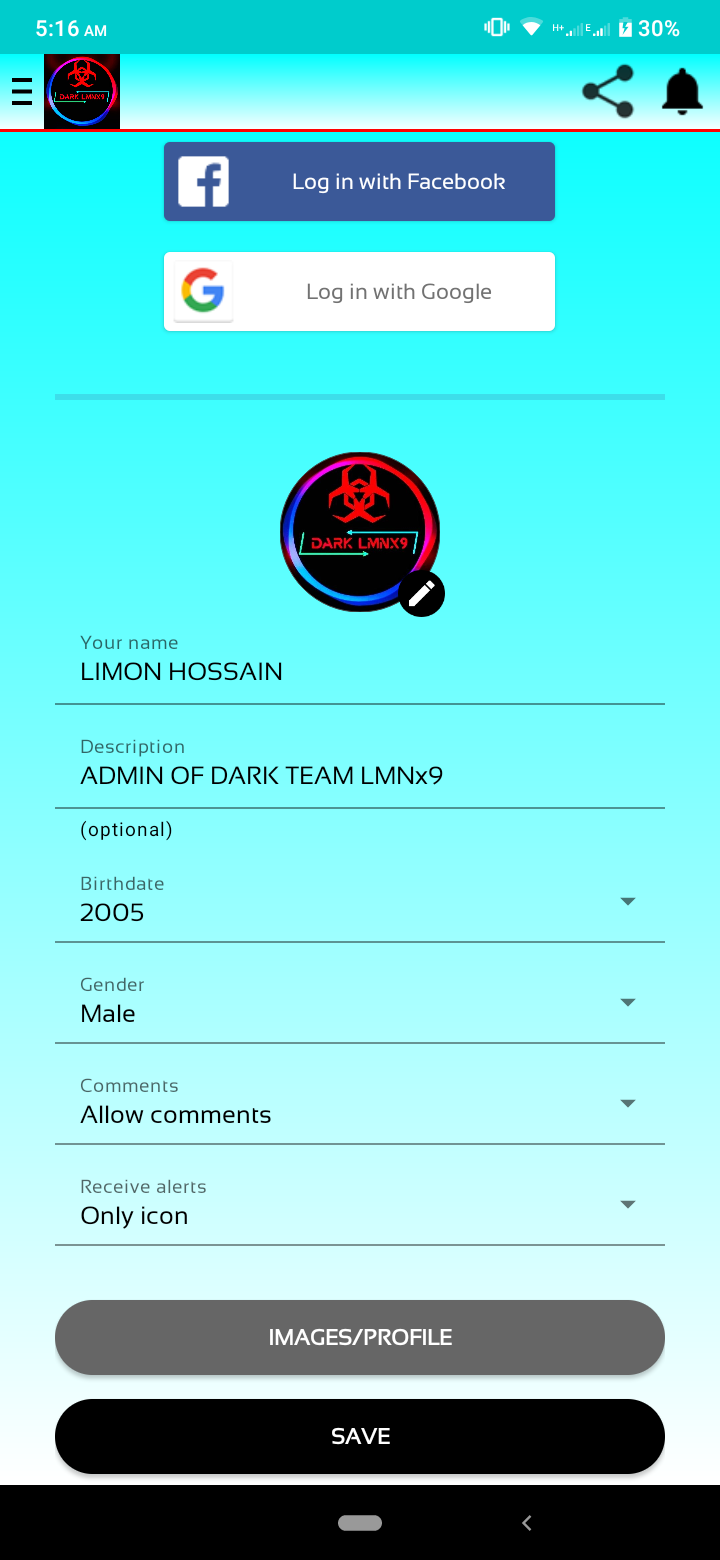 5:16 AM
H+
E
30%
DARK LMNX9
Log in with Facebook
Log in with Google
DARK LMNX9
Your name
LIMON HOSSAIN
Description
ADMIN OF DARK TEAM LMNx9
(optional)
Birthdate
2005
Gender
Male
Comments
Allow comments
Receive alerts
Only icon
IMAGES/PROFILE
SAVE